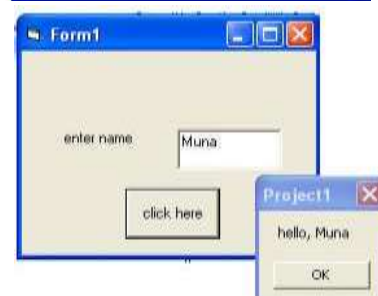 Form1
enter name
Muna
click here
Project1
hello, Muna
OK